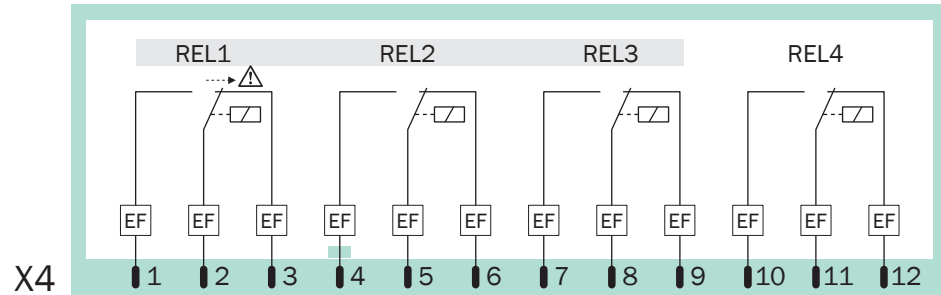 REL1 REL2 REL3 REL4
EF EF EF EF EF EF EF EF EF EF EF EF
X4 1 2 3 4 5 6 7 8 9 10 11 12